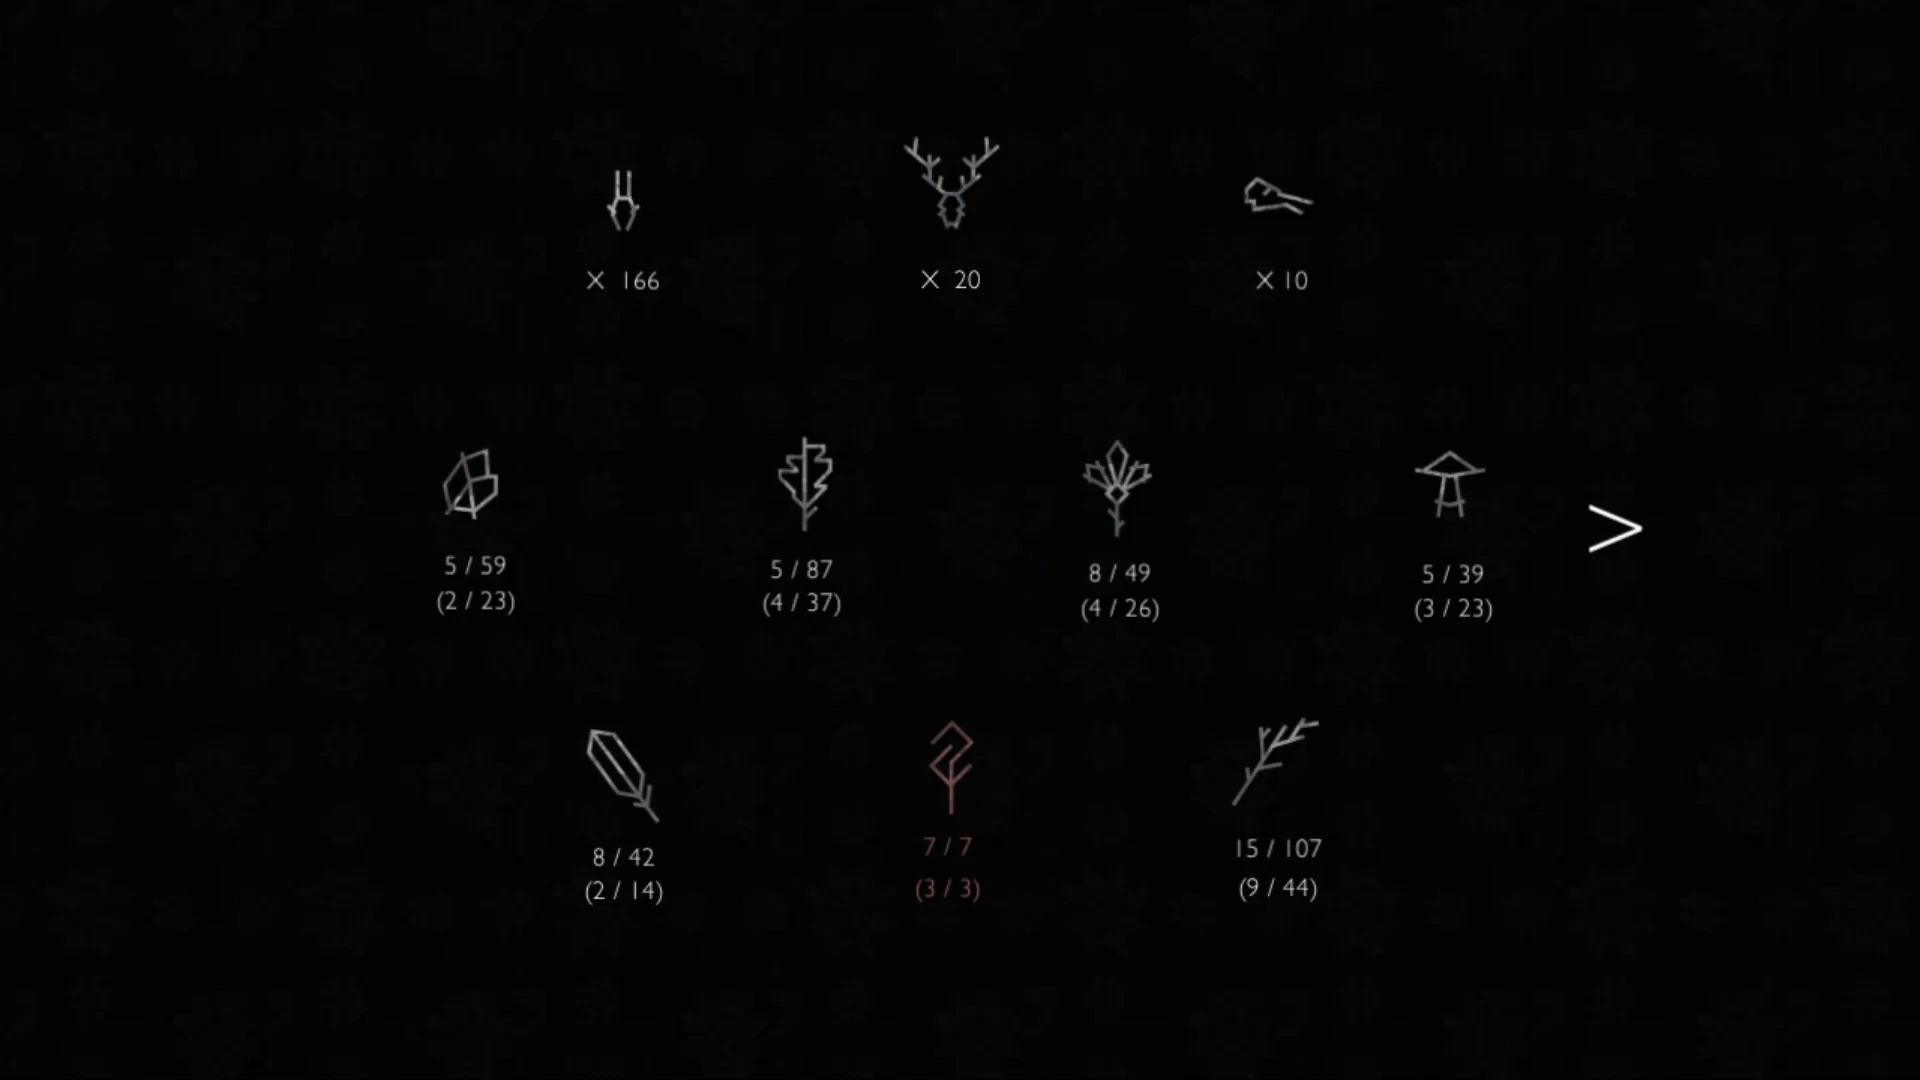 X 166
X 20
X 10
5 / 59
(2 / 23)
5 / 87
(4 / 37)
8 / 49
(4 / 26)
5 / 39
(3 / 23)
>
8 / 42
(2 / 14)
7 / 7
(3 / 3)
15 / 107
(9 / 44)